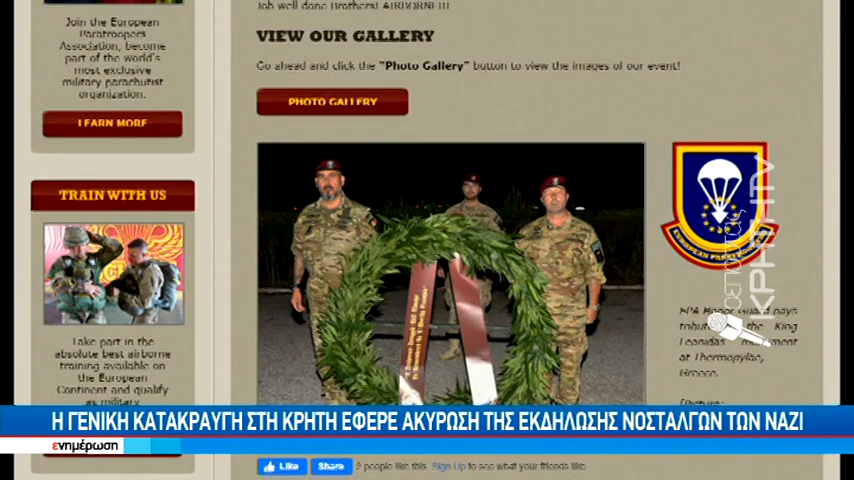 Job well done Brothers! AIRBORNE!!!
Join the European
Paratroopers
Association, become
part of the world's
most exclusive
military parachutist
organization.
LEARN MORE
VIEW OUR GALLERY
Go ahead and click the "Photo Gallery" button to view the images of our event!
PHOTO GALLERY
TRAIN WITH US
Take part in the
absolute best airborne
training available on
the European
Continent and qualify
as military
EUROPEAN PARATROOPERS
ΚΡΗΤΗ TV
EPA Honor Guard pays
tribute the King
Leonidas monument
at Thermopylae,
Greece.
(Picture:
Η ΓΕΝΙΚΗ ΚΑΤΑΚΡΑΥΓΗ ΣΤΗ ΚΡΗΤΗ ΕΦΕΡΕ ΑΚΥΡΩΣΗ ΤΗΣ ΕΚΔΗΛΩΣΗΣ ΝΟΣΤΑΛΓΩΝ ΤΩΝ ΝΑΖΙ
ενημέρωση
Like Share 2 people like this. Sign Up to see what your friends like.